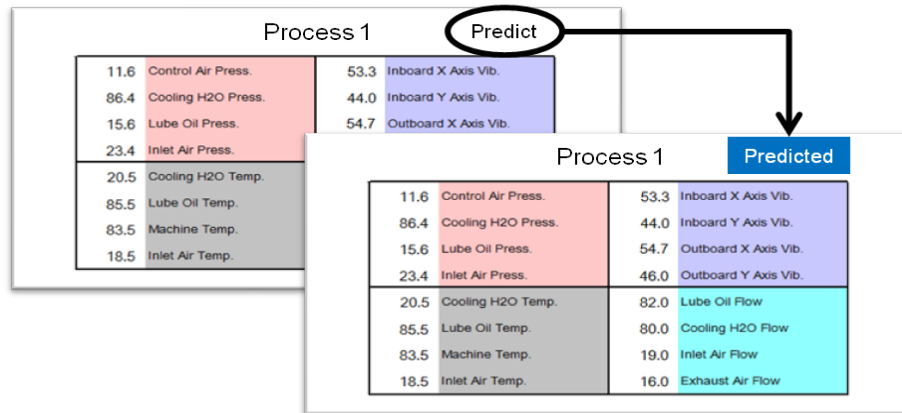 Process 1 Predict
11.6 Control Air Press. 53.3 Inboard X Axis Vib.
86.4 Cooling H2O Press. 44.0 Inboard Y Axis Vib.
15.6 Lube Oil Press. 54.7 Outboard X Axis Vib.
23.4 Inlet Air Press.
20.5 Cooling H2O Temp.
85.5 Lube Oil Temp.
83.5 Machine Temp.
18.5 Inlet Air Temp.
Process 1 Predicted
11.6 Control Air Press. 53.3 Inboard X Axis Vib.
86.4 Cooling H2O Press. 44.0 Inboard Y Axis Vib.
15.6 Lube Oil Press. 54.7 Outboard X Axis Vib.
23.4 Inlet Air Press. 46.0 Outboard Y Axis Vib.
20.5 Cooling H2O Temp. 82.0 Lube Oil Flow
85.5 Lube Oil Temp. 80.0 Cooling H2O Flow
83.5 Machine Temp. 19.0 Inlet Air Flow
18.5 Inlet Air Temp. 16.0 Exhaust Air Flow